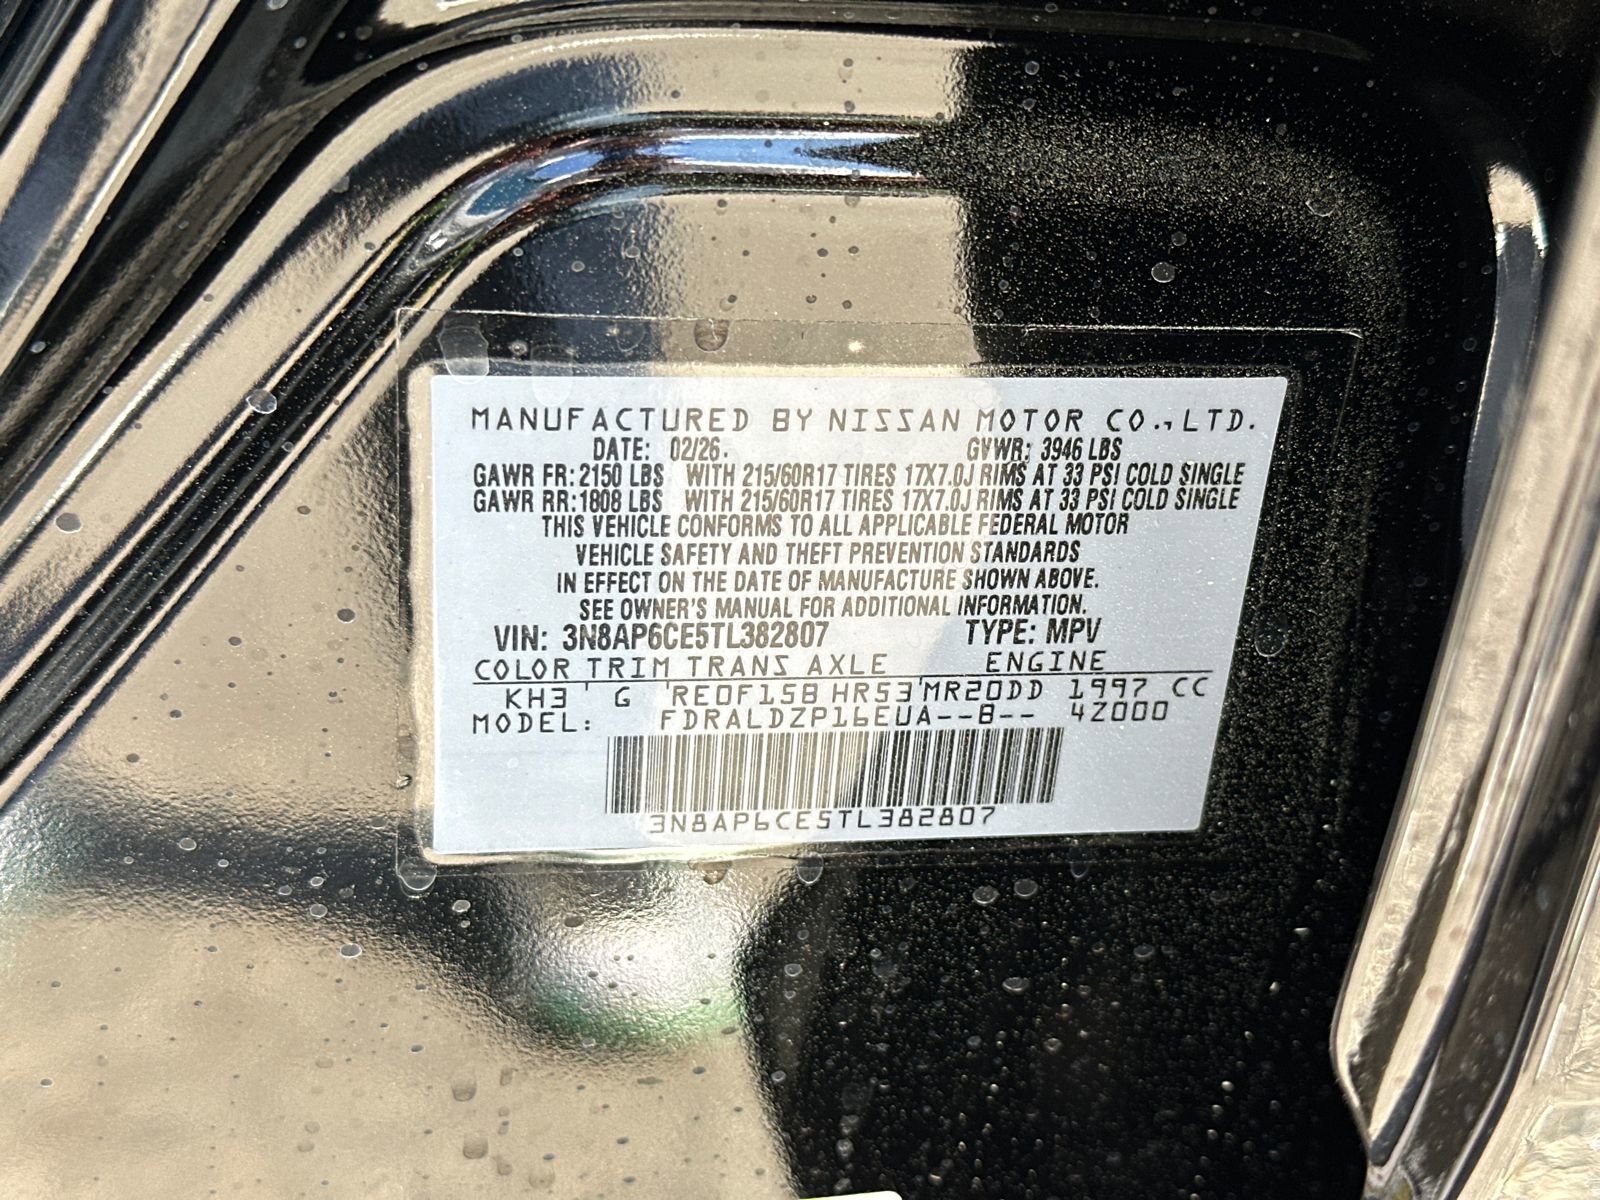 MANUFACTURED BY NISSAN MOTOR CO., LTD.
DATE: 02/26. GVWR: 3946 LBS
GAWR FR: 2150 LBS WITH 215/60R17 TIRES 17X7.0J RIMS AT 33 PSI COLD SINGLE
GAWR RR: 1808 LBS WITH 215/60R17 TIRES 17X7.0J RIMS AT 33 PSI COLD SINGLE
THIS VEHICLE CONFORMS TO ALL APPLICABLE FEDERAL MOTOR
VEHICLE SAFETY AND THEFT PREVENTION STANDARDS
IN EFFECT ON THE DATE OF MANUFACTURE SHOWN ABOVE.
SEE OWNER'S MANUAL FOR ADDITIONAL INFORMATION.
VIN: 3N8AP6CE5TL382807 TYPE: MPV
COLOR TRIM TRANS AXLE ENGINE
KH3 G RE0F15B HR53 MR20DD 1997 CC
MODEL: FDRALDZP16EUA--B-- 4Z000
3N8AP6CE5TL382807